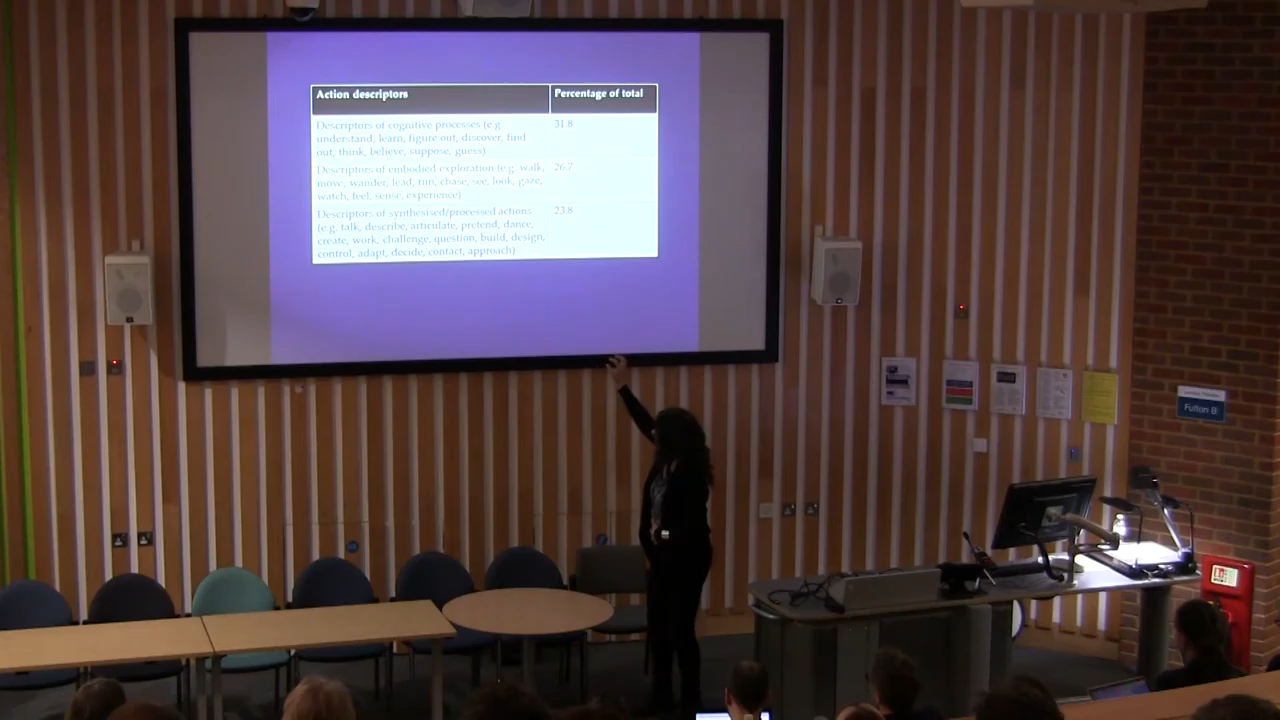 Action descriptors
Percentage of total
Descriptors of cognitive processes (e.g.
understand, learn, figure out, discover, find
out, think, believe, suppose, guess)
31.8
Descriptors of embodied exploration (e.g. walk,
move, wander, lead, run, chase, see, look, gaze,
watch, feel, sense, experience)
26.7
Descriptors of synthesised/processed actions
(e.g. talk, describe, articulate, pretend, dance,
create, work, challenge, question, build, design,
control, adapt, decide, contact, approach)
23.8
Fulton B